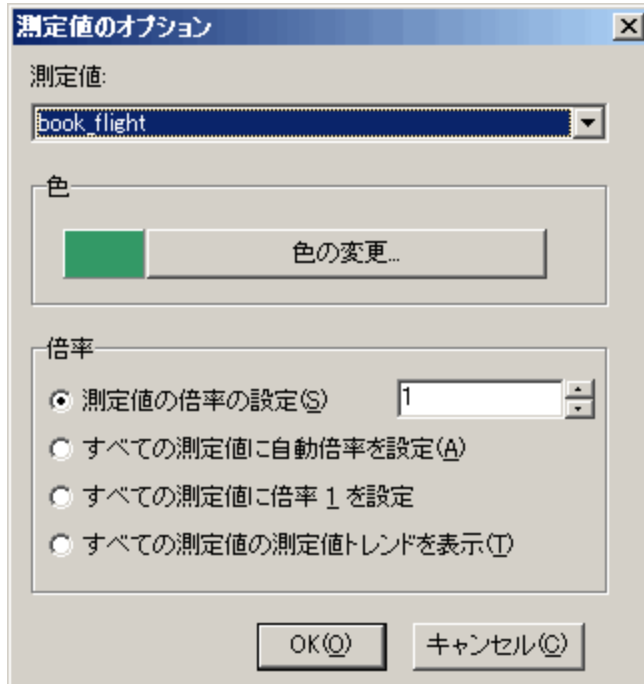 測定値のオプション
測定値:
book_flight
色
色の変更...
倍率
測定値の倍率の設定(S) 1
すべての測定値に自動倍率を設定(A)
すべての測定値に倍率 1 を設定
すべての測定値の測定値トレンドを表示(T)
OK(O) キャンセル(C)